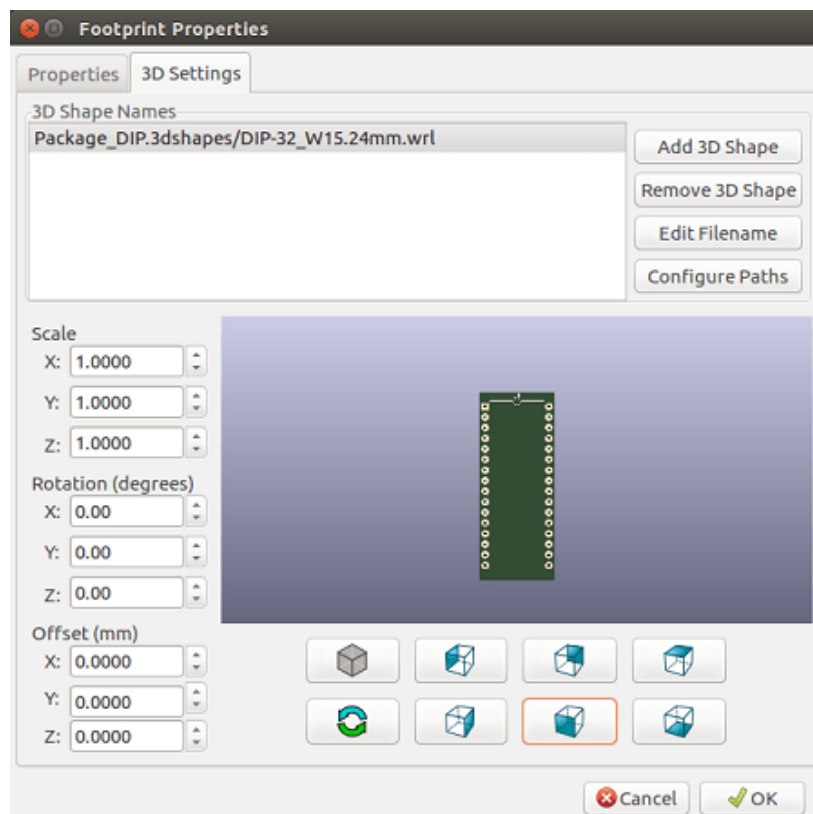 Footprint Properties
Properties 3D Settings
3D Shape Names
Package_DIP.3dshapes/DIP-32_W15.24mm.wrl
Add 3D Shape
Remove 3D Shape
Edit Filename
Configure Paths
Scale
X: 1.0000
Y: 1.0000
Z: 1.0000
Rotation (degrees)
X: 0.00
Y: 0.00
Z: 0.00
Offset (mm)
X: 0.0000
Y: 0.0000
Z: 0.0000
Cancel OK